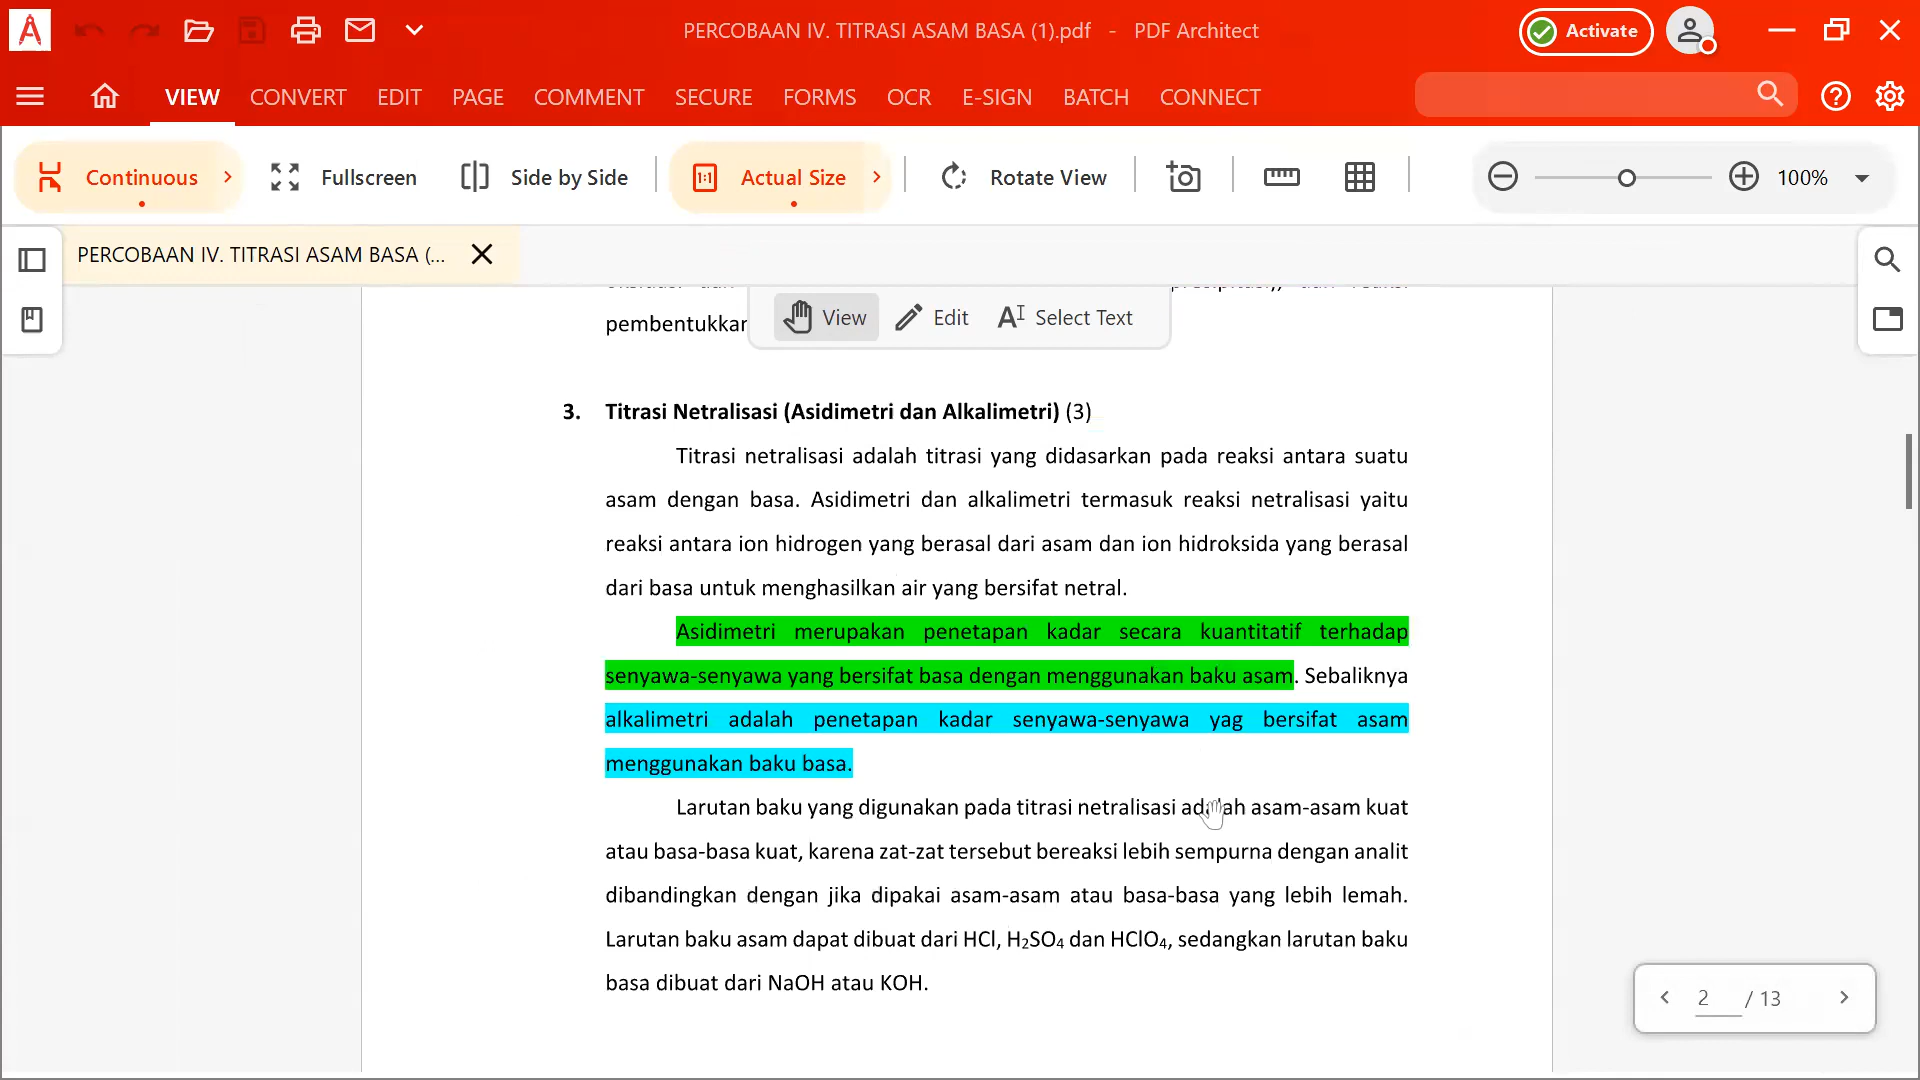 PERCOBAAN IV. TITRASI ASAM BASA (1).pdf - PDF Architect
Activate
VIEW CONVERT EDIT PAGE COMMENT SECURE FORMS OCR E-SIGN BATCH CONNECT
Continuous Fullscreen Side by Side 1:1 Actual Size Rotate View 100%
PERCOBAAN IV. TITRASI ASAM BASA (...
View Edit Select Text
pembentukkan
3. Titrasi Netralisasi (Asidimetri dan Alkalimetri) (3)
Titrasi netralisasi adalah titrasi yang didasarkan pada reaksi antara suatu
asam dengan basa. Asidimetri dan alkalimetri termasuk reaksi netralisasi yaitu
reaksi antara ion hidrogen yang berasal dari asam dan ion hidroksida yang berasal
dari basa untuk menghasilkan air yang bersifat netral.
Asidimetri merupakan penetapan kadar secara kuantitatif terhadap
senyawa-senyawa yang bersifat basa dengan menggunakan baku asam. Sebaliknya
alkalimetri adalah penetapan kadar senyawa-senyawa yag bersifat asam
menggunakan baku basa.
Larutan baku yang digunakan pada titrasi netralisasi adalah asam-asam kuat
atau basa-basa kuat, karena zat-zat tersebut bereaksi lebih sempurna dengan analit
dibandingkan dengan jika dipakai asam-asam atau basa-basa yang lebih lemah.
Larutan baku asam dapat dibuat dari HCl, H₂SO₄ dan HClO₄, sedangkan larutan baku
basa dibuat dari NaOH atau KOH.
2 / 13